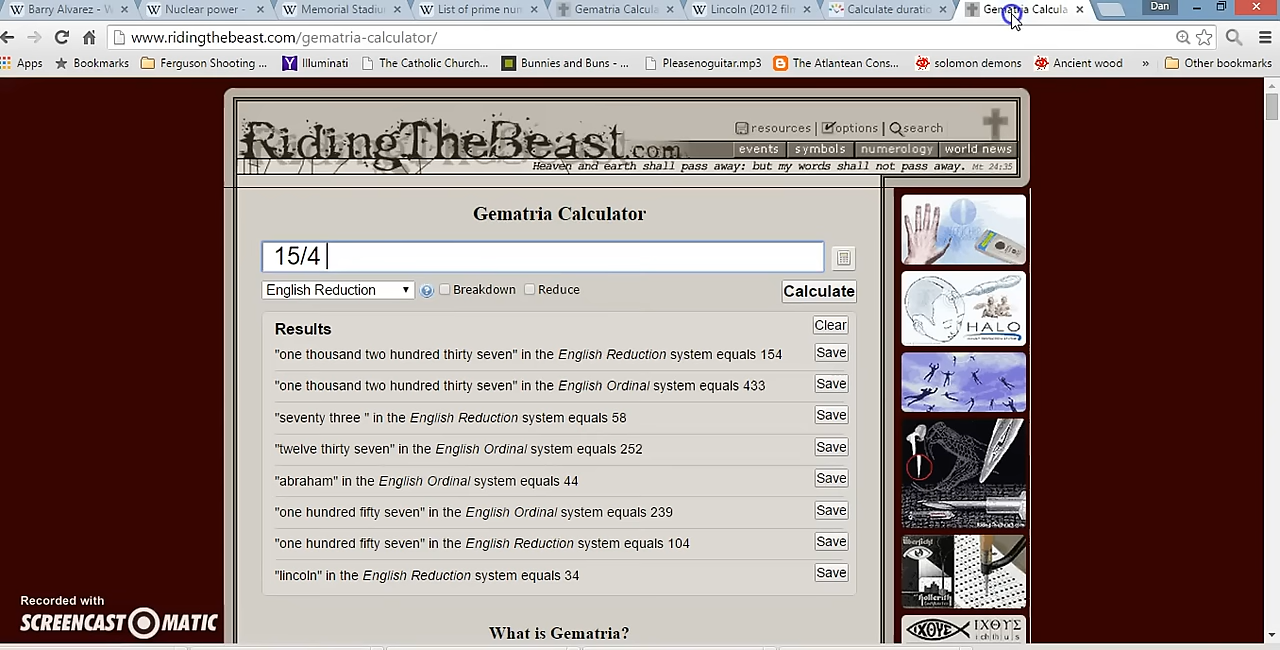 Barry Alvarez - W
Nuclear power -
Memorial Stadiu
List of prime nur
Gematria Calcula
Lincoln (2012 filn
Calculate duratio
Gematria Calcula
Dan
www.ridingthebeast.com/gematria-calculator/
Apps
Bookmarks
Ferguson Shooting ...
Illuminati
The Catholic Church...
Bunnies and Buns - ...
Pleasenoguitar.mp3
The Atlantean Cons...
solomon demons
Ancient wood
»
Other bookmarks
RidingTheBeast.com
resources | options | search
events | symbols | numerology | world news
Heaven and earth shall pass away: but my words shall not pass away. Mt 24:35
Gematria Calculator
15/4
English Reduction
Breakdown
Reduce
Calculate
Results
Clear
"one thousand two hundred thirty seven" in the English Reduction system equals 154
Save
"one thousand two hundred thirty seven" in the English Ordinal system equals 433
Save
"seventy three " in the English Reduction system equals 58
Save
"twelve thirty seven" in the English Ordinal system equals 252
Save
"abraham" in the English Ordinal system equals 44
Save
"one hundred fifty seven" in the English Ordinal system equals 239
Save
"one hundred fifty seven" in the English Reduction system equals 104
Save
"lincoln" in the English Reduction system equals 34
Save
What is Gematria?
HALO
ΙΧΘΥΣ
ichthus
Recorded with
SCREENCAST-O-MATIC